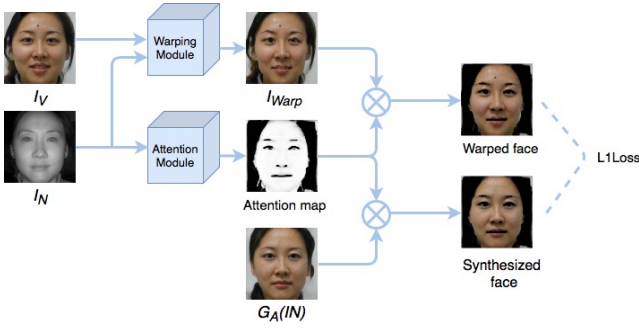 Warping
Module
I_V
I_Warp
Warped face
L1Loss
Attention
Module
I_N
Attention map
G_A(IN)
Synthesized
face